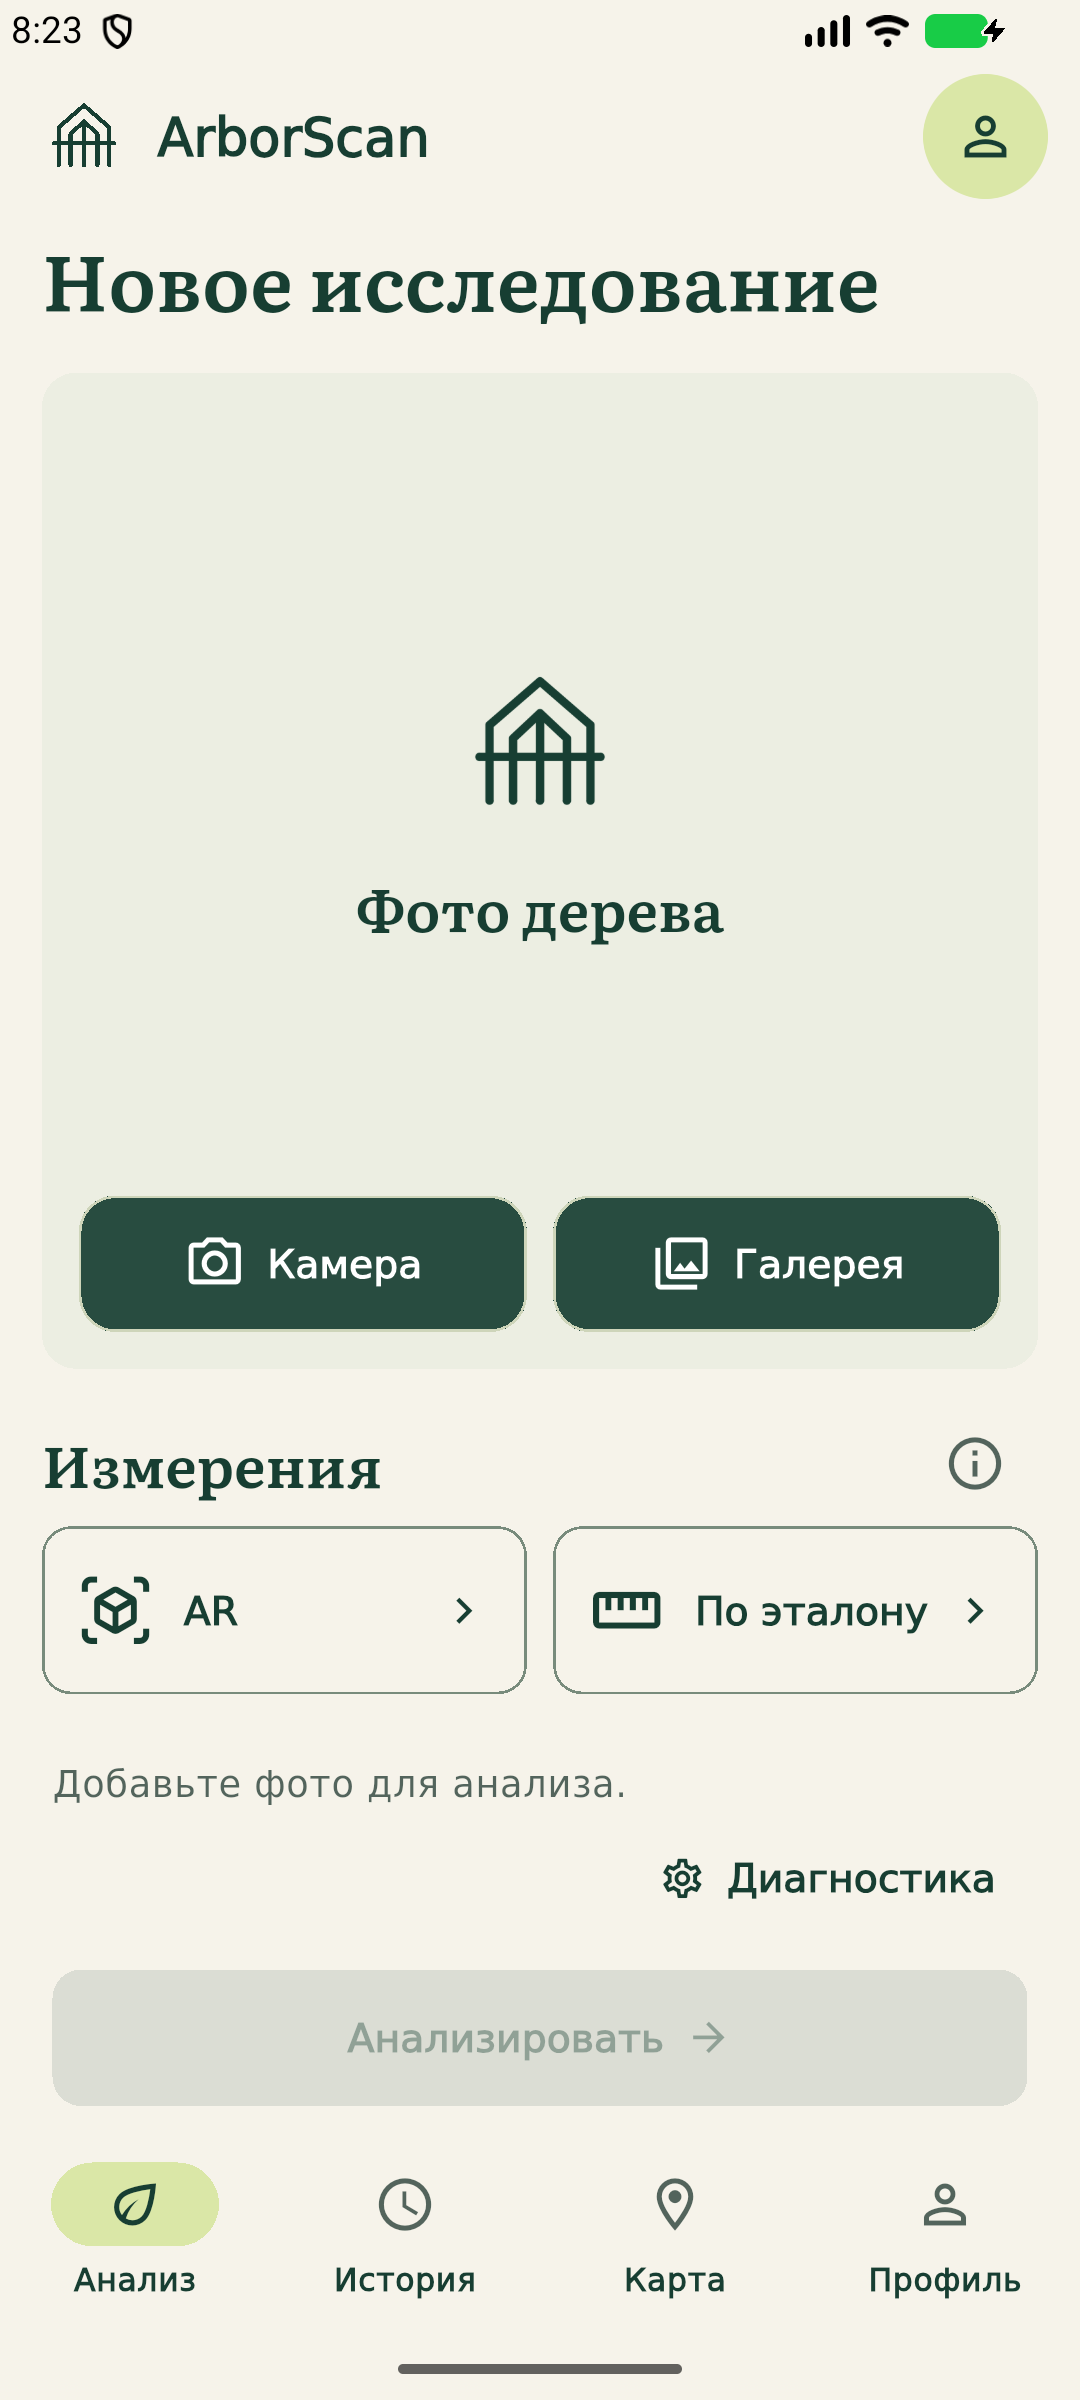 8:23
ArborScan
Новое исследование
Фото дерева
Камера
Галерея
Измерения
AR
По эталону
Добавьте фото для анализа.
Диагностика
Анализировать
Анализ
История
Карта
Профиль